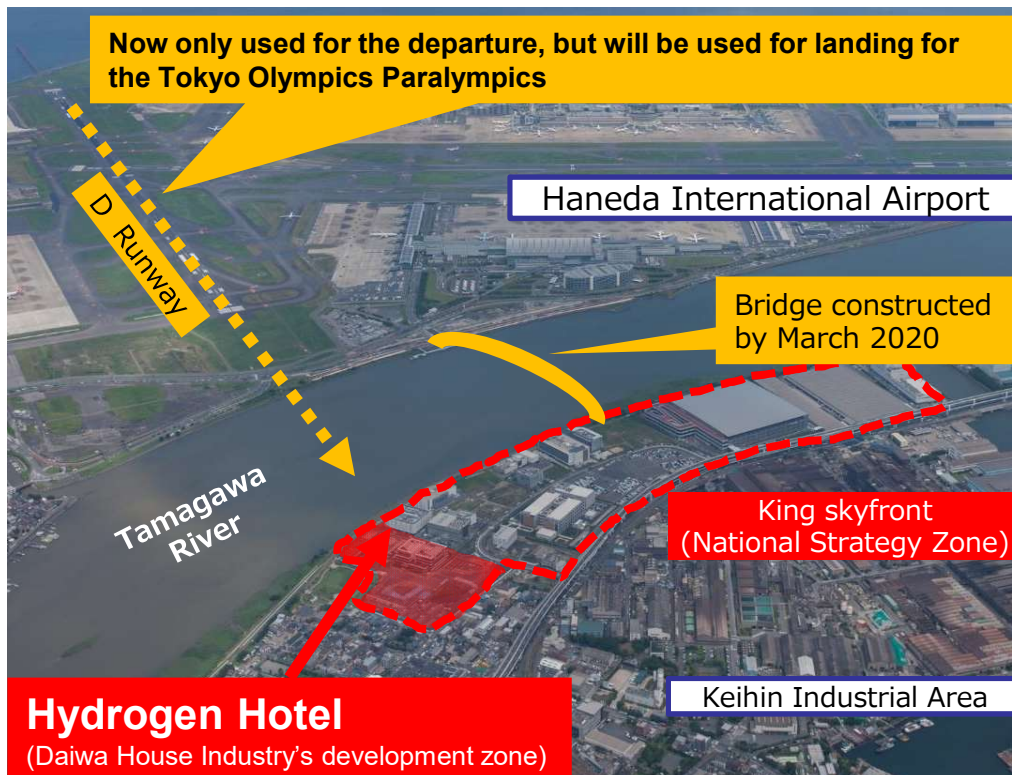 Now only used for the departure, but will be used for landing for
the Tokyo Olympics Paralympics
Haneda International Airport
D Runway
Bridge constructed
by March 2020
Tamagawa
River
King skyfront
(National Strategy Zone)
Keihin Industrial Area
Hydrogen Hotel
(Daiwa House Industry's development zone)